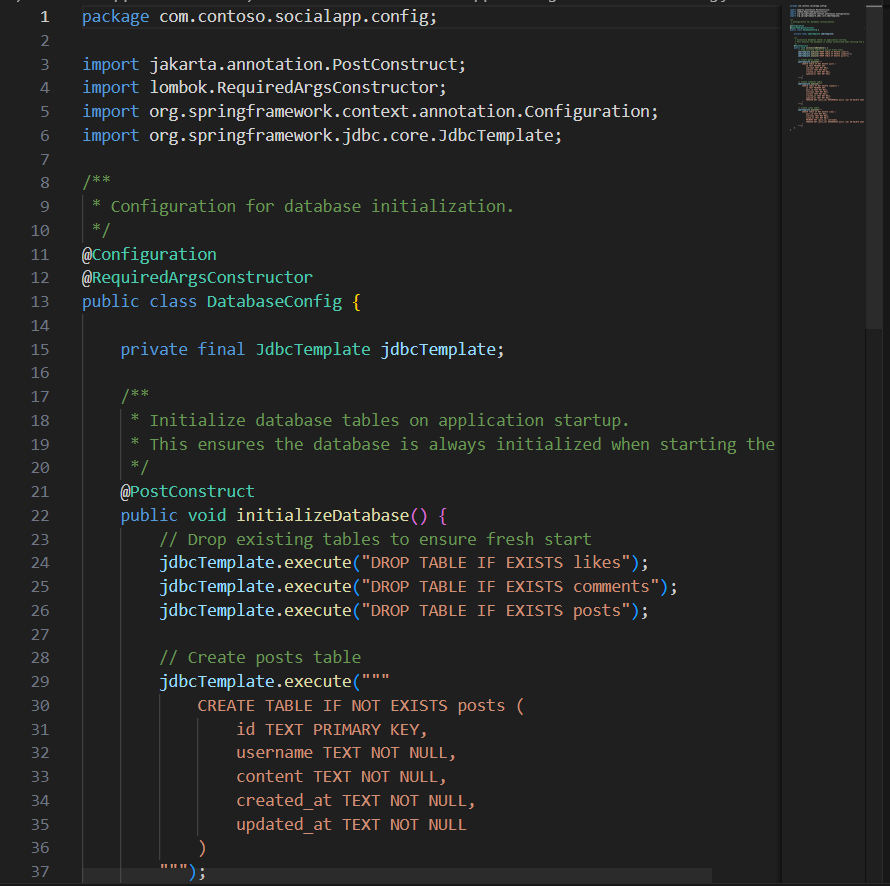 1 package com.contoso.socialapp.config;
2
3 import jakarta.annotation.PostConstruct;
4 import lombok.RequiredArgsConstructor;
5 import org.springframework.context.annotation.Configuration;
6 import org.springframework.jdbc.core.JdbcTemplate;
7
8 /**
9 * Configuration for database initialization.
10 */
11 @Configuration
12 @RequiredArgsConstructor
13 public class DatabaseConfig {
14
15 private final JdbcTemplate jdbcTemplate;
16
17 /**
18 * Initialize database tables on application startup.
19 * This ensures the database is always initialized when starting the
20 */
21 @PostConstruct
22 public void initializeDatabase() {
23 // Drop existing tables to ensure fresh start
24 jdbcTemplate.execute("DROP TABLE IF EXISTS likes");
25 jdbcTemplate.execute("DROP TABLE IF EXISTS comments");
26 jdbcTemplate.execute("DROP TABLE IF EXISTS posts");
27
28 // Create posts table
29 jdbcTemplate.execute("""
30 CREATE TABLE IF NOT EXISTS posts (
31 id TEXT PRIMARY KEY,
32 username TEXT NOT NULL,
33 content TEXT NOT NULL,
34 created_at TEXT NOT NULL,
35 updated_at TEXT NOT NULL
36 )
37 """);